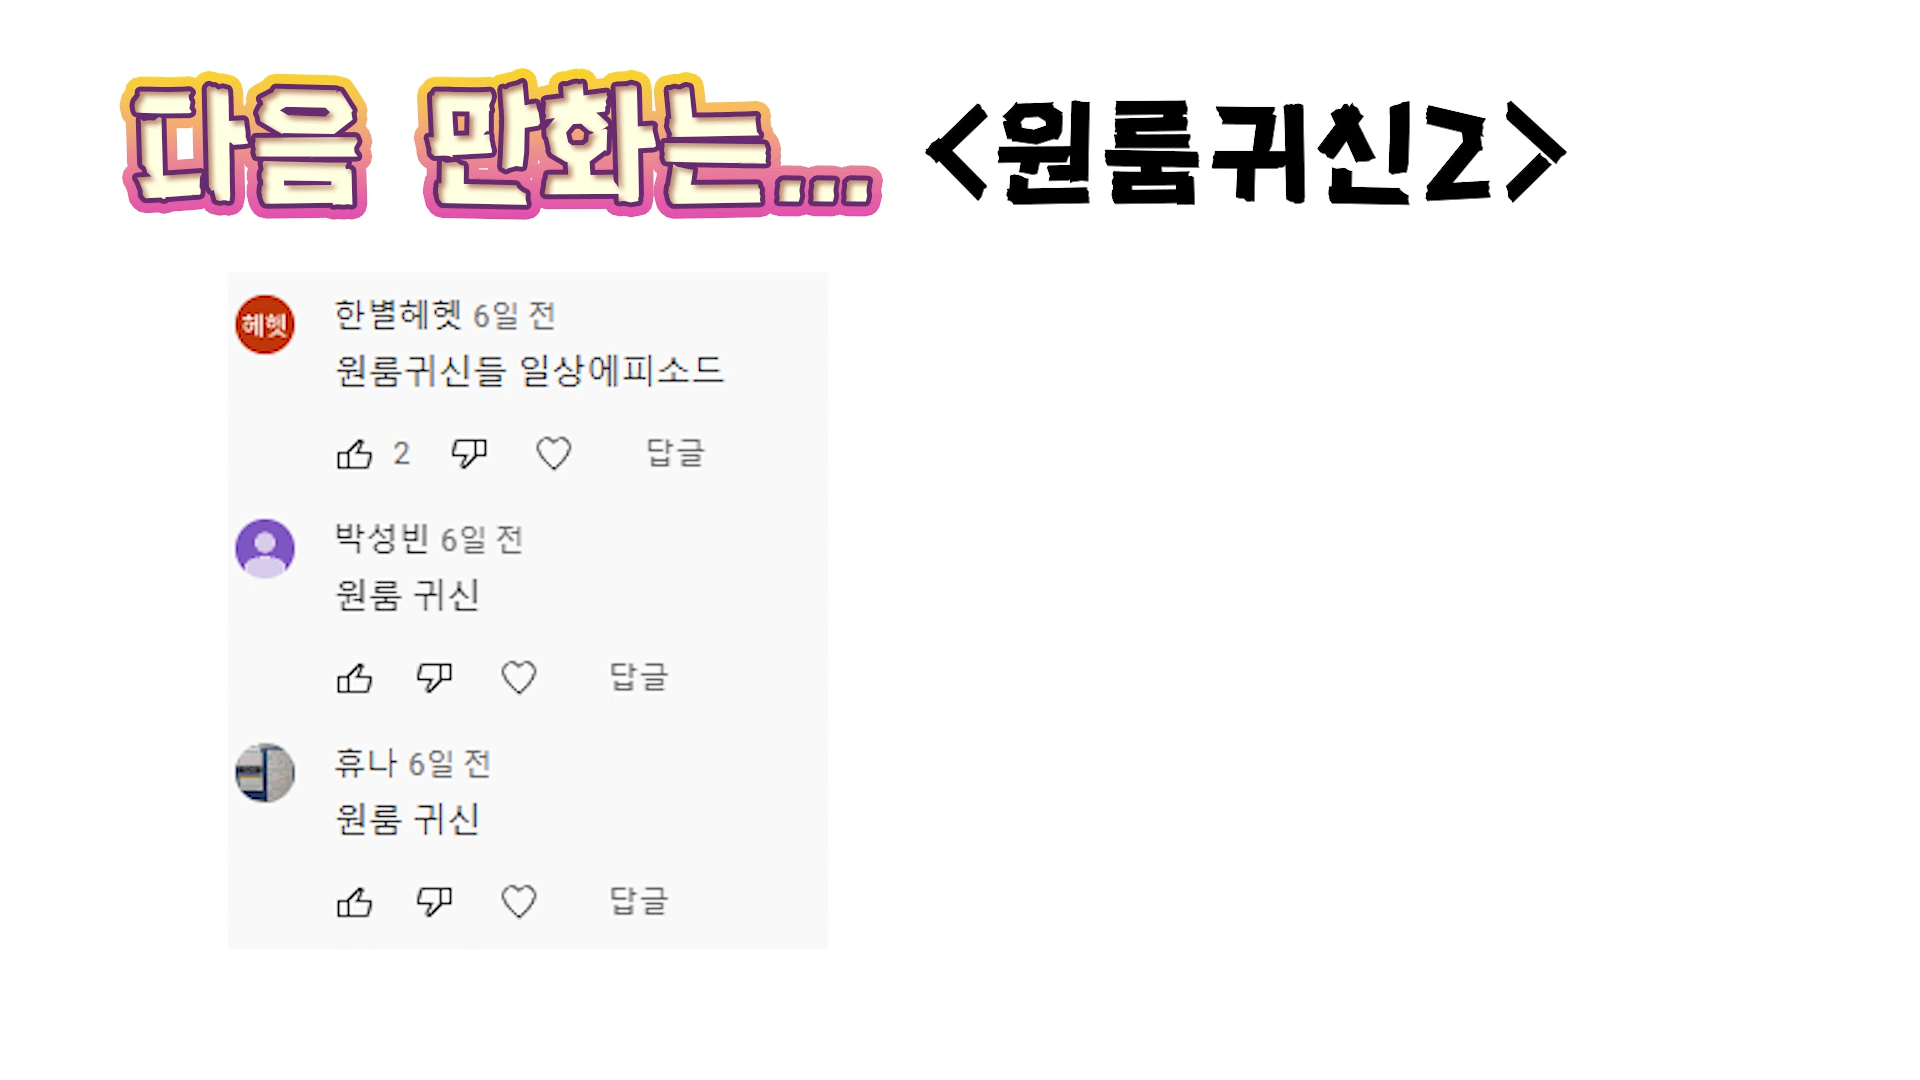 다음 만화는... <원룸귀신2>
헤헷
한별헤헷 6일 전
원룸귀신들 일상에피소드
2 답글
박성빈 6일 전
원룸 귀신
답글
휴나 6일 전
원룸 귀신
답글